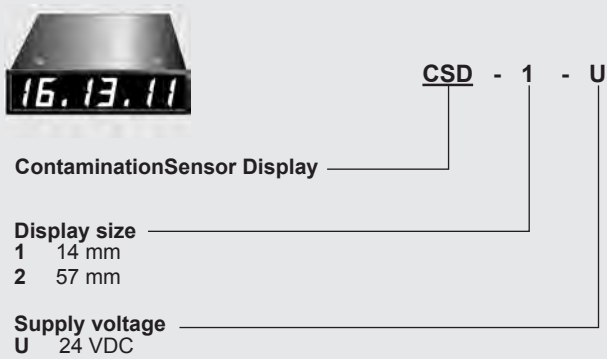 16.13.11
CSD - 1 - U
ContaminationSensor Display
Display size
1 14 mm
2 57 mm
Supply voltage
U 24 VDC